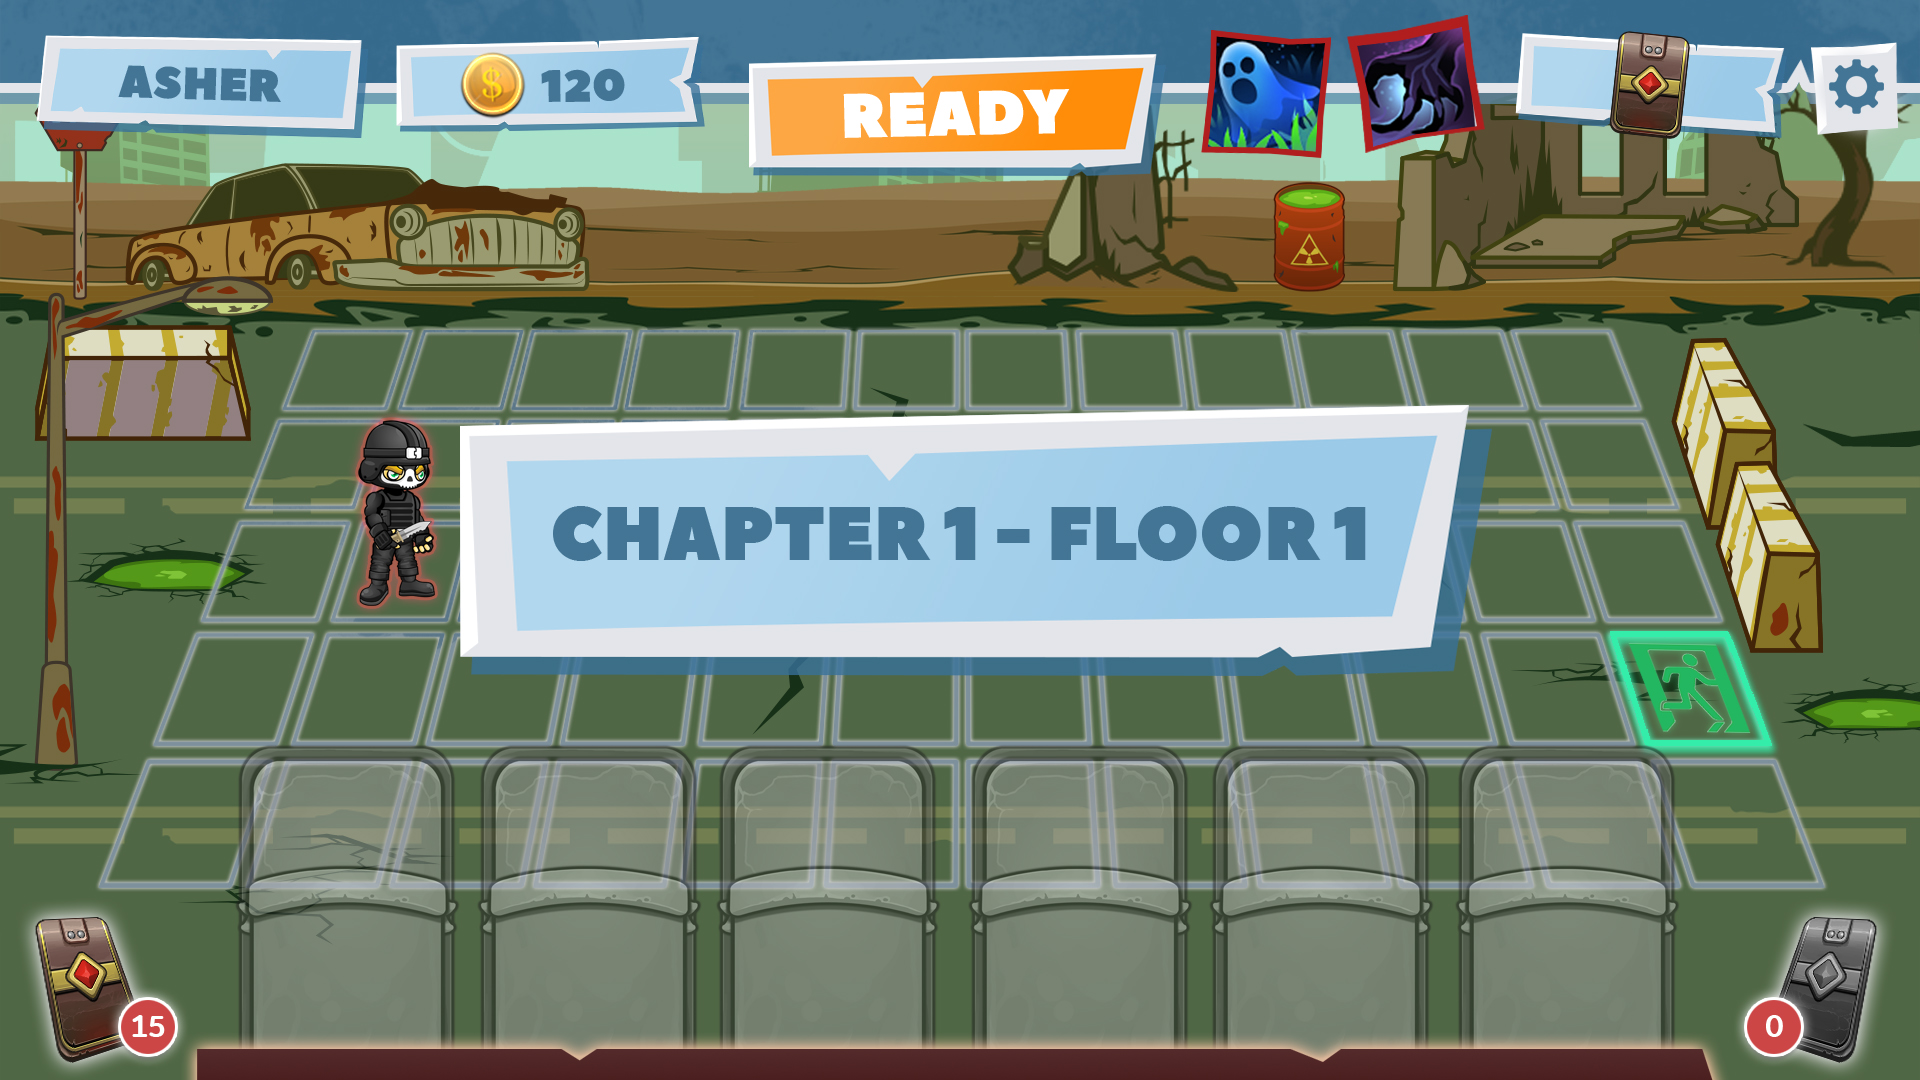 ASHER
$ 120
READY
CHAPTER 1 - FLOOR 1
15
0